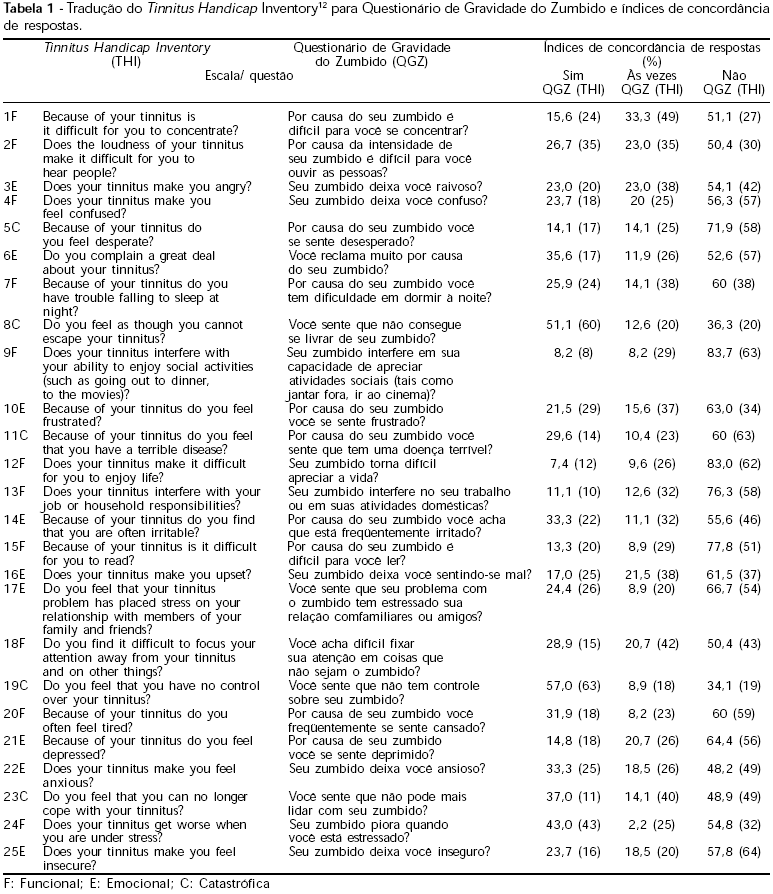 Tabela 1 - Tradução do Tinnitus Handicap Inventory12 para Questionário de Gravidade do Zumbido e índices de concordância
de respostas.
Tinnitus Handicap Inventory Questionário de Gravidade Índices de concordância de respostas
(THI) do Zumbido (QGZ) (%)
Escala/ questão Sim Às vezes Não
QGZ (THI) QGZ (THI) QGZ (THI)
1F Because of your tinnitus is Por causa do seu zumbido é 15,6 (24) 33,3 (49) 51,1 (27)
it difficult for you to concentrate? difícil para você se concentrar?
2F Does the loudness of your tinnitus Por causa da intensidade de 26,7 (35) 23,0 (35) 50,4 (30)
make it difficult for you to seu zumbido é difícil para você
hear people? ouvir as pessoas?
3E Does your tinnitus make you angry? Seu zumbido deixa você raivoso? 23,0 (20) 23,0 (38) 54,1 (42)
4F Does your tinnitus make you Seu zumbido deixa você confuso? 23,7 (18) 20 (25) 56,3 (57)
feel confused?
5C Because of your tinnitus do Por causa do seu zumbido você 14,1 (17) 14,1 (25) 71,9 (58)
you feel desperate? se sente desesperado?
6E Do you complain a great deal Você reclama muito por causa 35,6 (17) 11,9 (26) 52,6 (57)
about your tinnitus? do seu zumbido?
7F Because of your tinnitus do you Por causa do seu zumbido você 25,9 (24) 14,1 (38) 60 (38)
have trouble falling to sleep at tem dificuldade em dormir à noite?
night?
8C Do you feel as though you cannot Você sente que não consegue 51,1 (60) 12,6 (20) 36,3 (20)
escape your tinnitus? se livrar de seu zumbido?
9F Does your tinnitus interfere with Seu zumbido interfere em sua 8,2 (8) 8,2 (29) 83,7 (63)
your ability to enjoy social activities capacidade de apreciar
(such as going out to dinner, atividades sociais (tais como
to the movies)? jantar fora, ir ao cinema)?
10E Because of your tinnitus do you feel Por causa do seu zumbido 21,5 (29) 15,6 (37) 63,0 (34)
frustrated? você se sente frustrado?
11C Because of your tinnitus do you feel Por causa do seu zumbido você 29,6 (14) 10,4 (23) 60 (63)
that you have a terrible disease? sente que tem uma doença terrível?
12F Does your tinnitus make it difficult Seu zumbido torna difícil 7,4 (12) 9,6 (26) 83,0 (62)
for you to enjoy life? apreciar a vida?
13F Does your tinnitus interfere with your Seu zumbido interfere no seu trabalho 11,1 (10) 12,6 (32) 76,3 (58)
job or household responsibilities? ou em suas atividades domésticas?
14E Because of your tinnitus do you find Por causa do seu zumbido você acha 33,3 (22) 11,1 (32) 55,6 (46)
that you are often irritable? que está freqüentemente irritado?
15F Because of your tinnitus is it difficult Por causa do seu zumbido é 13,3 (20) 8,9 (29) 77,8 (51)
for you to read? difícil para você ler?
16E Does your tinnitus make you upset? Seu zumbido deixa você sentindo-se mal? 17,0 (25) 21,5 (38) 61,5 (37)
17E Do you feel that your tinnitus Você sente que seu problema com 24,4 (26) 8,9 (20) 66,7 (54)
problem has placed stress on your o zumbido tem estressado sua
relationship with members of your relação comfamiliares ou amigos?
family and friends?
18F Do you find it difficult to focus your Você acha difícil fixar 28,9 (15) 20,7 (42) 50,4 (43)
attention away from your tinnitus sua atenção em coisas que
and on other things? não sejam o zumbido?
19C Do you feel that you have no control Você sente que não tem controle 57,0 (63) 8,9 (18) 34,1 (19)
over your tinnitus? sobre seu zumbido?
20F Because of your tinnitus do you Por causa de seu zumbido você 31,9 (18) 8,2 (23) 60 (59)
often feel tired? freqüentemente se sente cansado?
21E Because of your tinnitus do you feel Por causa de seu zumbido 14,8 (18) 20,7 (26) 64,4 (56)
depressed? você se sente deprimido?
22E Does your tinnitus make you feel Seu zumbido deixa você ansioso? 33,3 (25) 18,5 (26) 48,2 (49)
anxious?
23C Do you feel that you can no longer Você sente que não pode mais 37,0 (11) 14,1 (40) 48,9 (49)
cope with your tinnitus? lidar com seu zumbido?
24F Does your tinnitus get worse when Seu zumbido piora quando 43,0 (43) 2,2 (25) 54,8 (32)
you are under stress? você está estressado?
25E Does your tinnitus make you feel Seu zumbido deixa você inseguro? 23,7 (16) 18,5 (20) 57,8 (64)
insecure?
F: Funcional; E: Emocional; C: Catastrófica